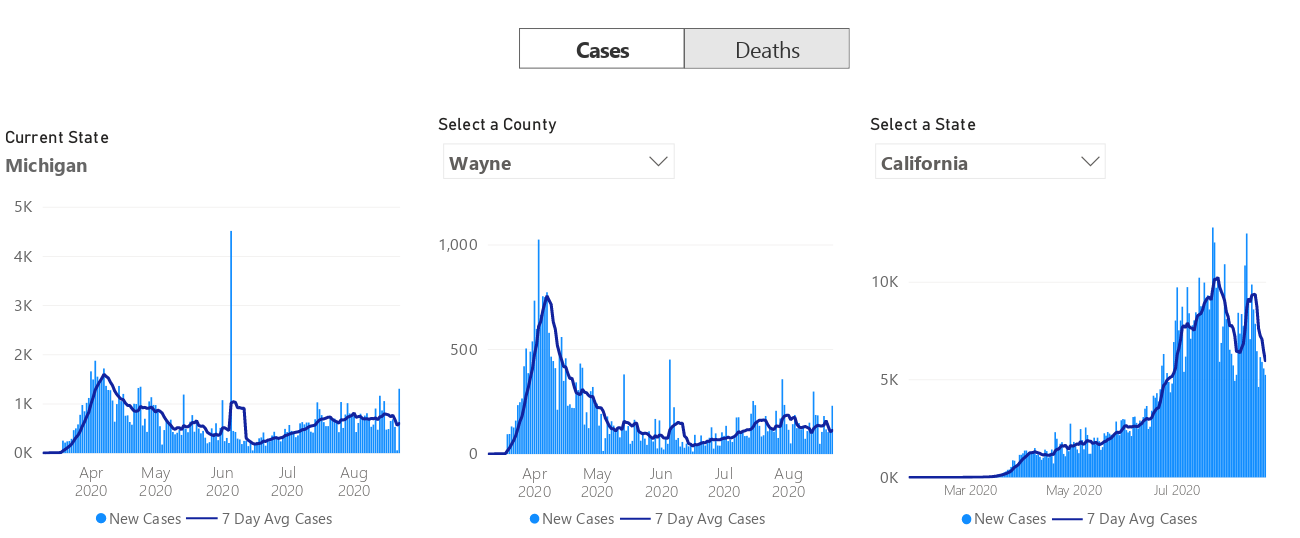 Cases Deaths
Current State
Michigan
5K
4K
3K
2K
1K
0K
Apr 2020
May 2020
Jun 2020
Jul 2020
Aug 2020
New Cases 7 Day Avg Cases
Select a County
Wayne
1,000
500
0
Apr 2020
May 2020
Jun 2020
Jul 2020
Aug 2020
New Cases 7 Day Avg Cases
Select a State
California
10K
5K
0K
Mar 2020 May 2020 Jul 2020
New Cases 7 Day Avg Cases